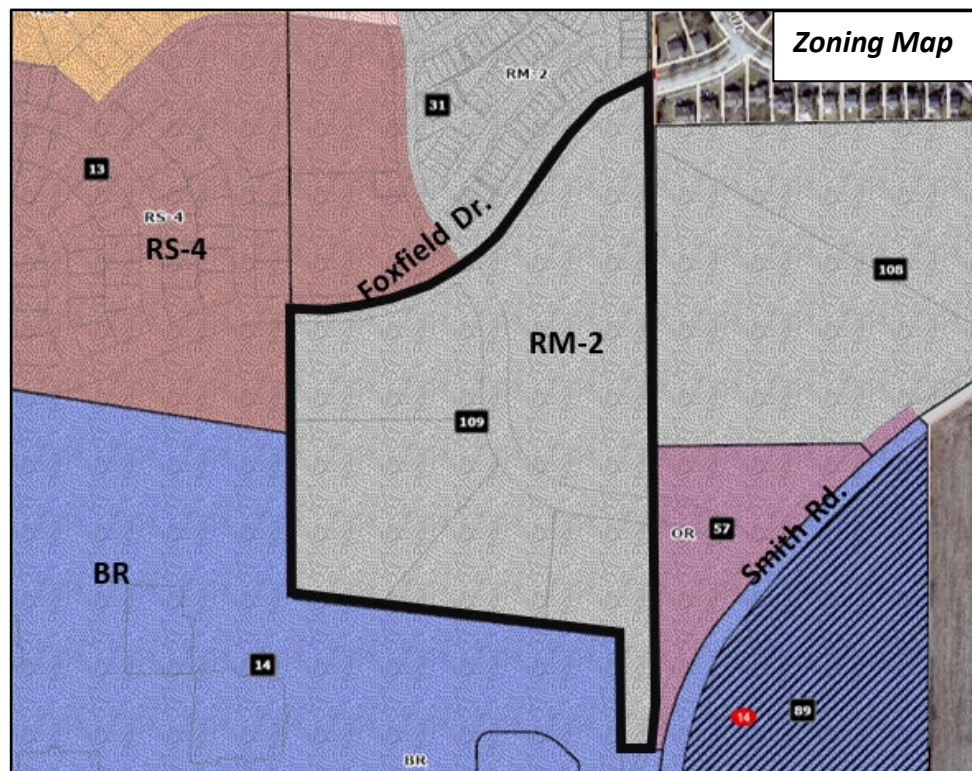 Zoning Map
RM-2
31
13
RS-4
RS-4
Foxfield Dr.
108
RM-2
109
57
OR
Smith Rd.
BR
14
14
89
BR